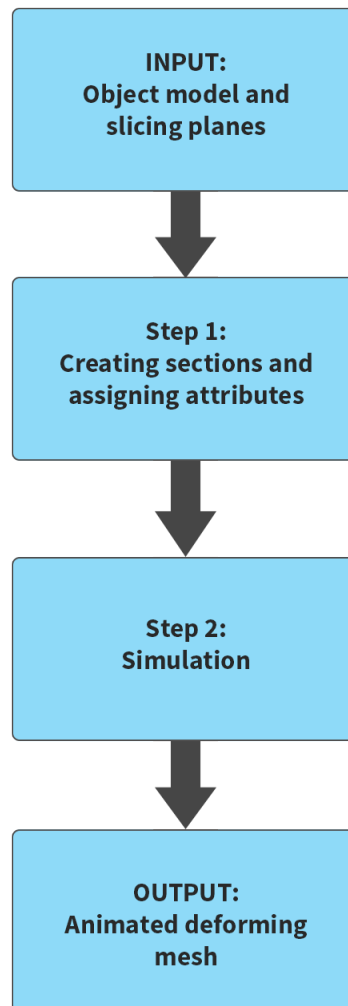 INPUT:
Object model and
slicing planes
Step 1:
Creating sections and
assigning attributes
Step 2:
Simulation
OUTPUT:
Animated deforming
mesh